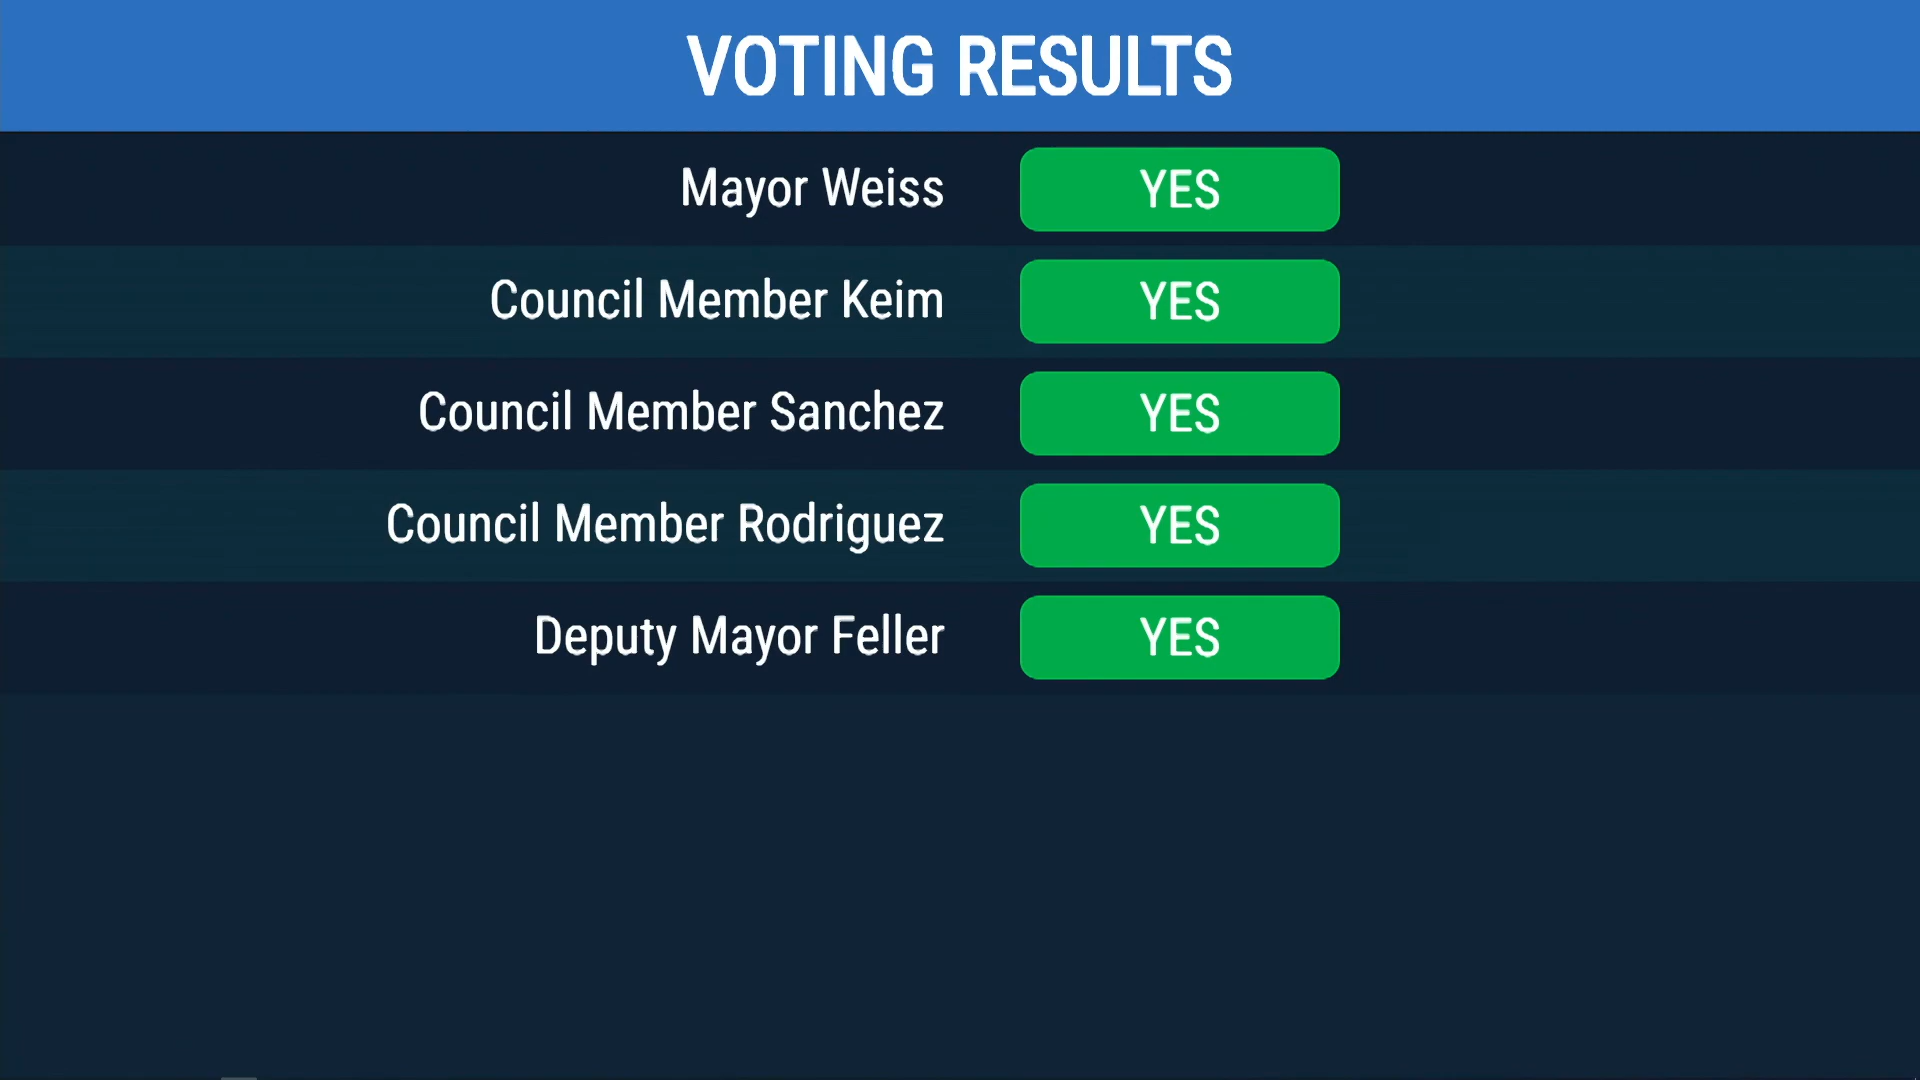 VOTING RESULTS
Mayor Weiss YES
Council Member Keim YES
Council Member Sanchez YES
Council Member Rodriguez YES
Deputy Mayor Feller YES